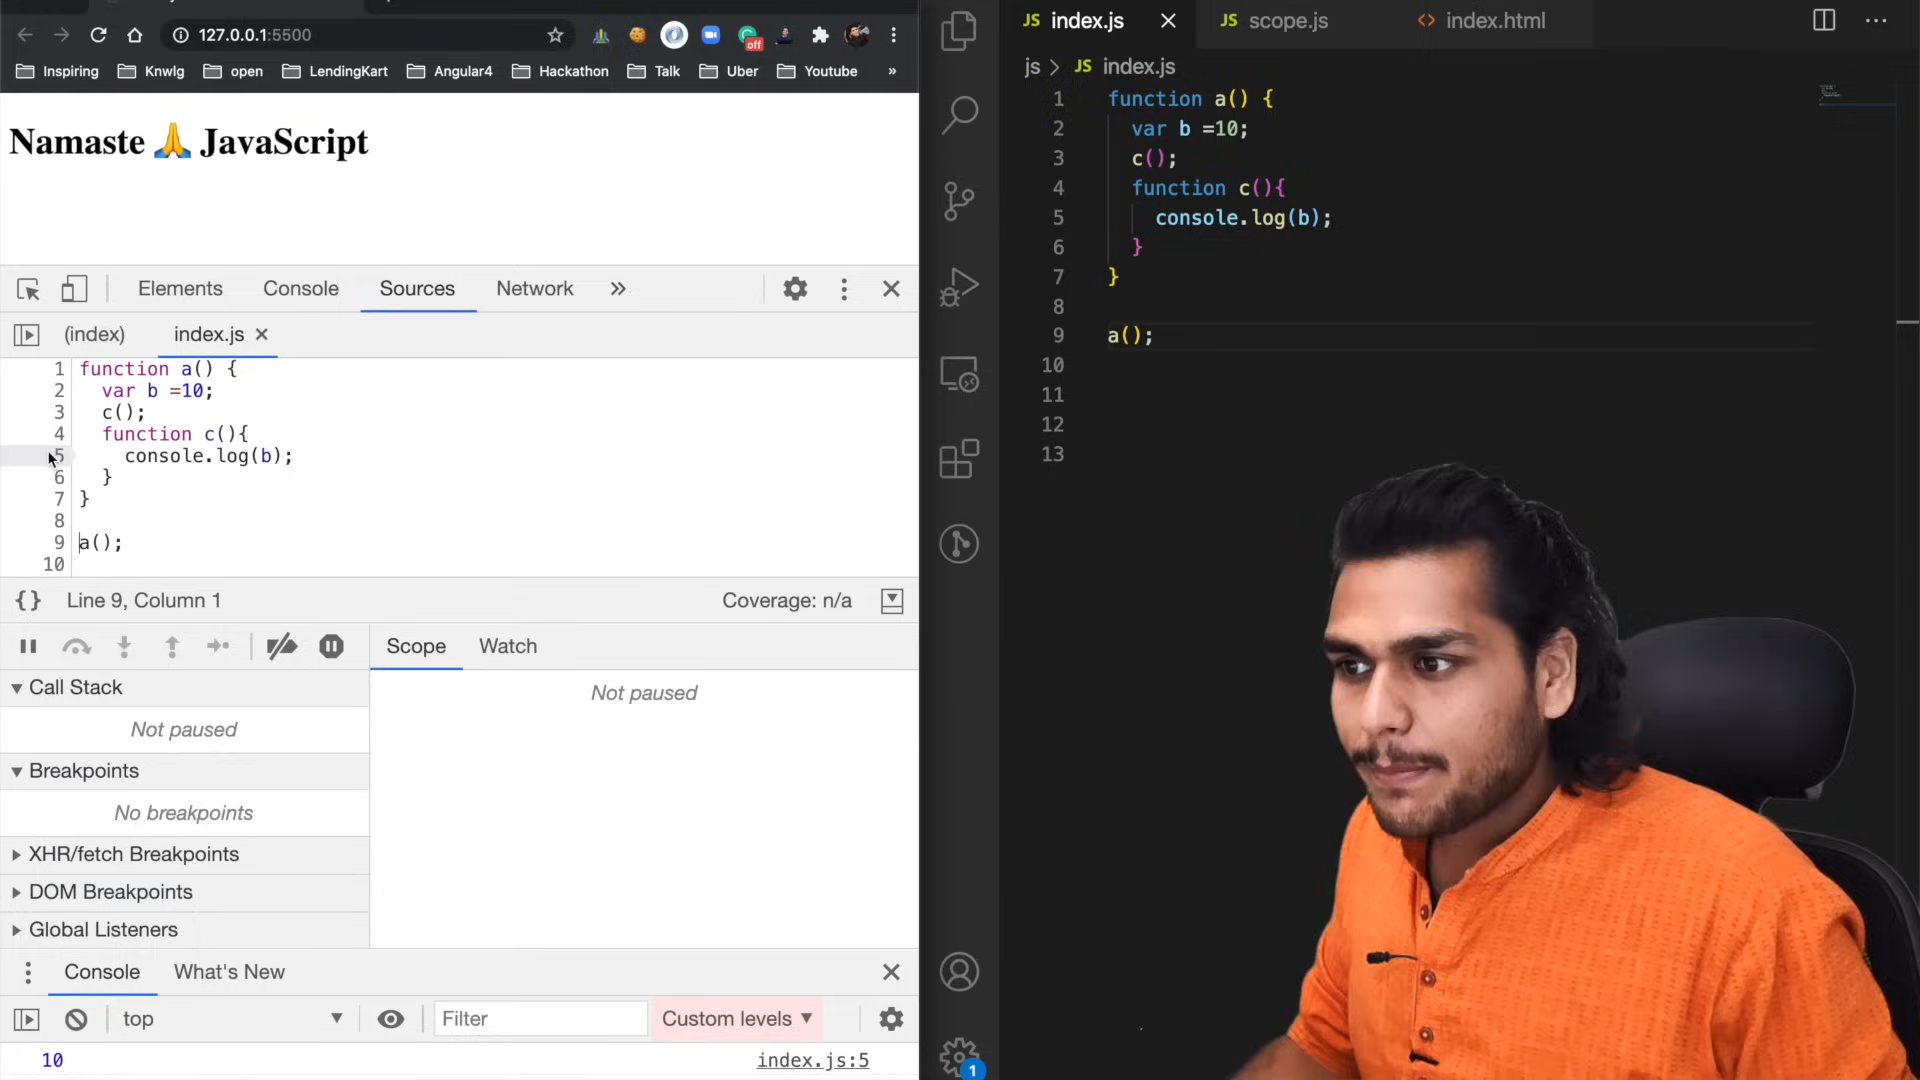 127.0.0.1:5500
off
Inspiring
Knwlg
open
LendingKart
Angular4
Hackathon
Talk
Uber
Youtube
»
Namaste 🙏 JavaScript
Elements
Console
Sources
Network
»
(index)
index.js
1 function a() {
2 var b =10;
3 c();
4 function c(){
5 console.log(b);
6 }
7 }
8
9 a();
10
{} Line 9, Column 1
Coverage: n/a
Scope
Watch
Call Stack
Not paused
Not paused
Breakpoints
No breakpoints
XHR/fetch Breakpoints
DOM Breakpoints
Global Listeners
Console
What's New
top
Filter
Custom levels
10
index.js:5
JS index.js
JS scope.js
<> index.html
js > JS index.js
1 function a() {
2 var b =10;
3 c();
4 function c(){
5 console.log(b);
6 }
7 }
8
9 a();
10
11
12
13
1